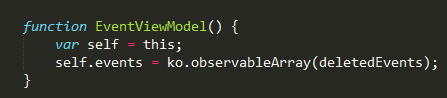 function EventViewModel() {
    var self = this;
    self.events = ko.observableArray(deletedEvents);
}